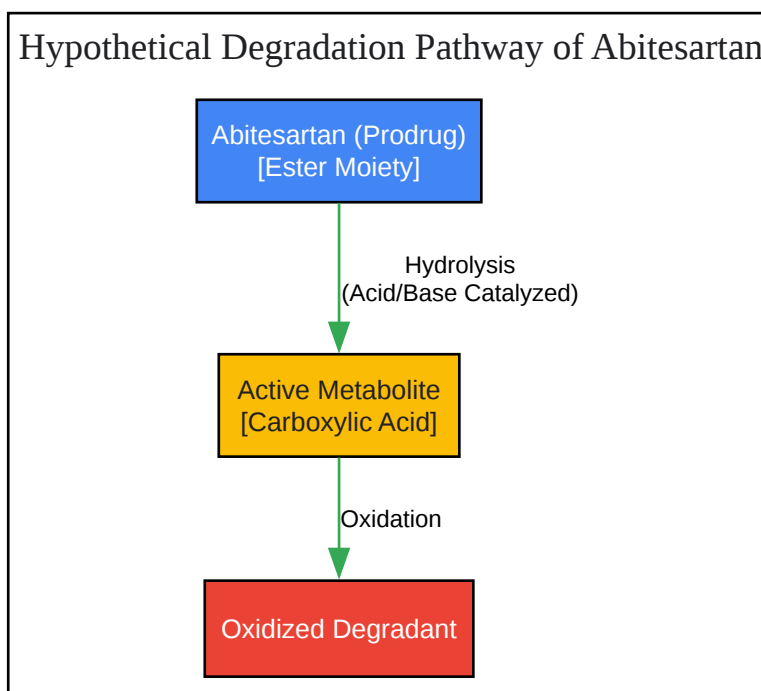 Hypothetical Degradation Pathway of Abitesartan
Abitesartan (Prodrug)
[Ester Moiety]
Hydrolysis
(Acid/Base Catalyzed)
Active Metabolite
[Carboxylic Acid]
Oxidation
Oxidized Degradant